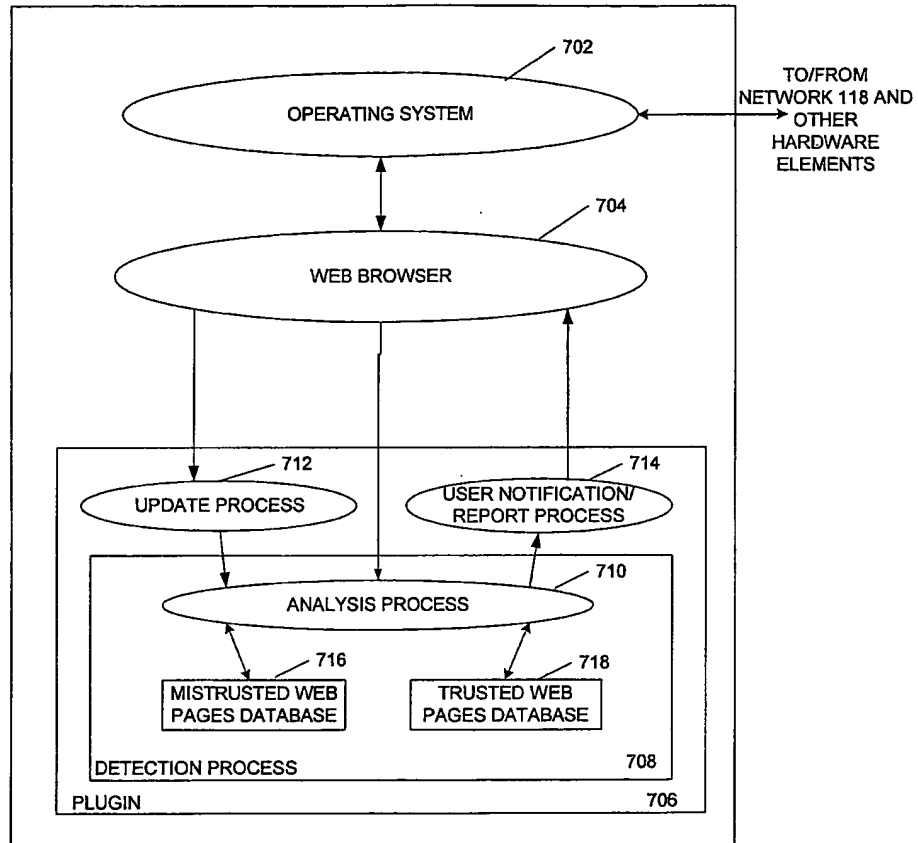 702
OPERATING SYSTEM
TO/FROM
NETWORK 118 AND
OTHER
HARDWARE
ELEMENTS
704
WEB BROWSER
712
UPDATE PROCESS
714
USER NOTIFICATION/
REPORT PROCESS
710
ANALYSIS PROCESS
716
MISTRUSTED WEB
PAGES DATABASE
718
TRUSTED WEB
PAGES DATABASE
DETECTION PROCESS
708
PLUGIN
706